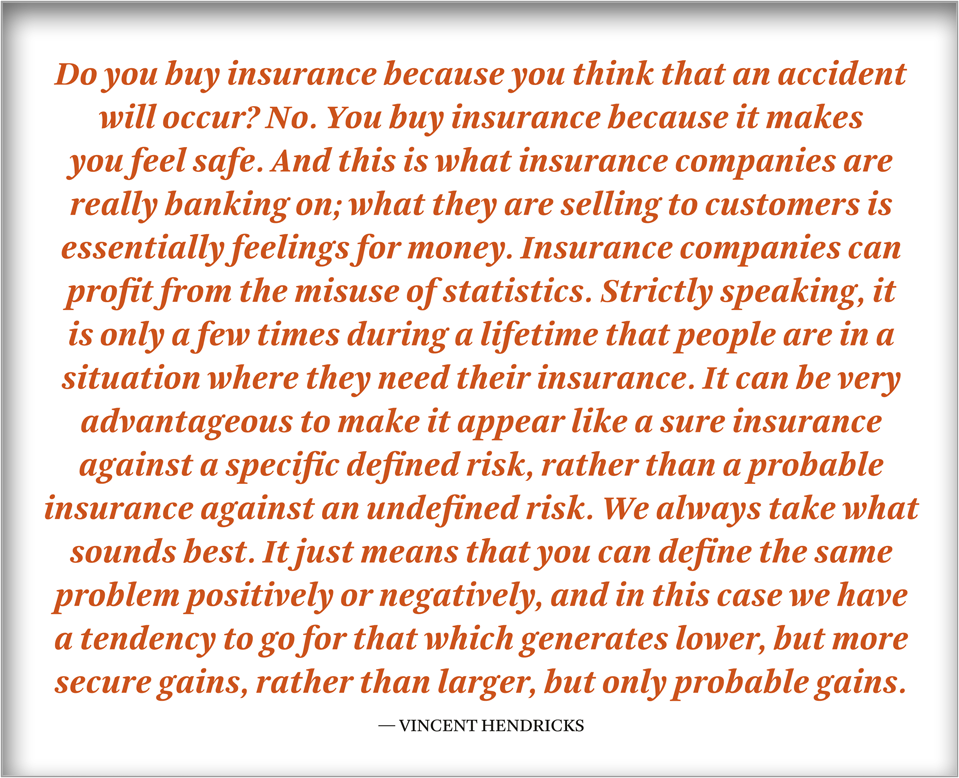 Do you buy insurance because you think that an accident
will occur? No. You buy insurance because it makes
you feel safe. And this is what insurance companies are
really banking on; what they are selling to customers is
essentially feelings for money. Insurance companies can
profit from the misuse of statistics. Strictly speaking, it
is only a few times during a lifetime that people are in a
situation where they need their insurance. It can be very
advantageous to make it appear like a sure insurance
against a specific defined risk, rather than a probable
insurance against an undefined risk. We always take what
sounds best. It just means that you can define the same
problem positively or negatively, and in this case we have
a tendency to go for that which generates lower, but more
secure gains, rather than larger, but only probable gains.
— VINCENT HENDRICKS